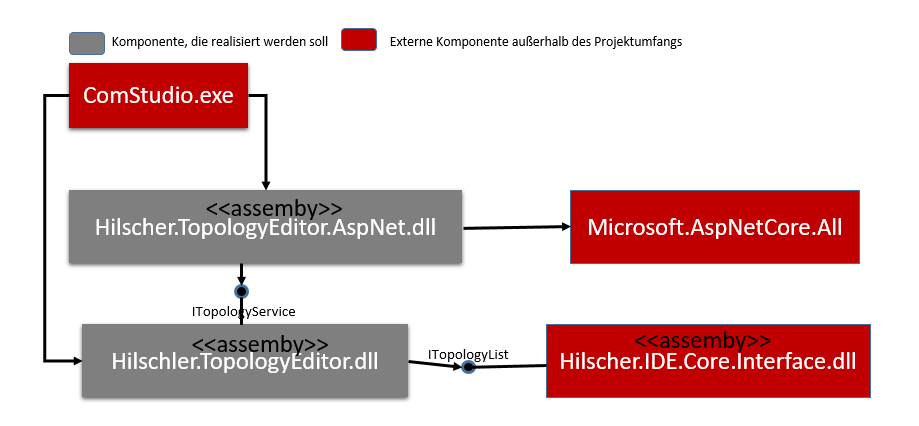 Komponente, die realisiert werden soll
Externe Komponente außerhalb des Projektumfangs
ComStudio.exe
<<assemby>>
Hilscher.TopologyEditor.AspNet.dll
Microsoft.AspNetCore.All
ITopologyService
<<assemby>>
Hilschler.TopologyEditor.dll
ITopologyList
<<assemby>>
Hilscher.IDE.Core.Interface.dll